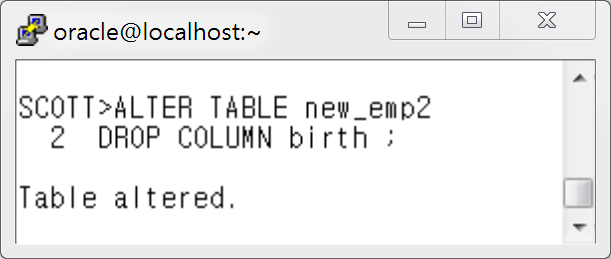 oracle@localhost:~
SCOTT>ALTER TABLE new_emp2
2 DROP COLUMN birth ;
Table altered.